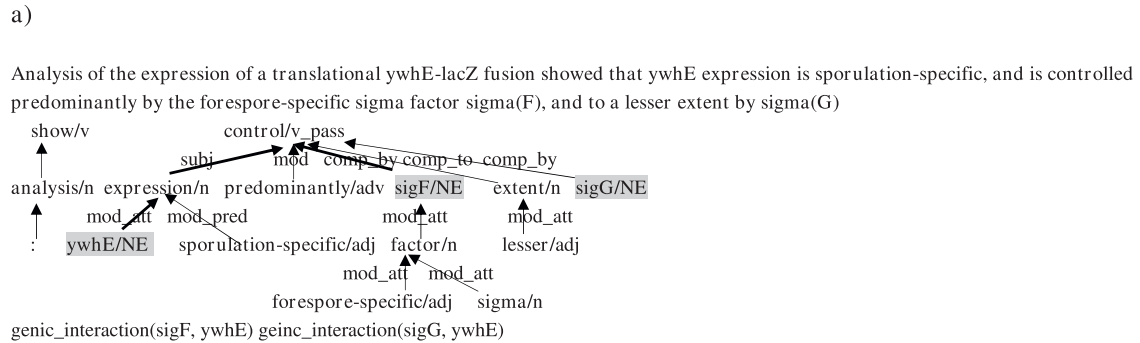 a)
Analysis of the expression of a translational ywhE-lacZ fusion showed that ywhE expression is sporulation-specific, and is controlled
predominantly by the forespore-specific sigma factor sigma(F), and to a lesser extent by sigma(G)
show/v control/v_pass
subj mod comp_by comp_to comp_by
analysis/n expression/n predominantly/adv sigF/NE extent/n sigG/NE
mod_att mod_pred mod_att mod_att
: ywhE/NE sporulation-specific/adj factor/n lesser/adj
mod_att mod_att
forespore-specific/adj sigma/n
genic_interaction(sigF, ywhE) geinc_interaction(sigG, ywhE)